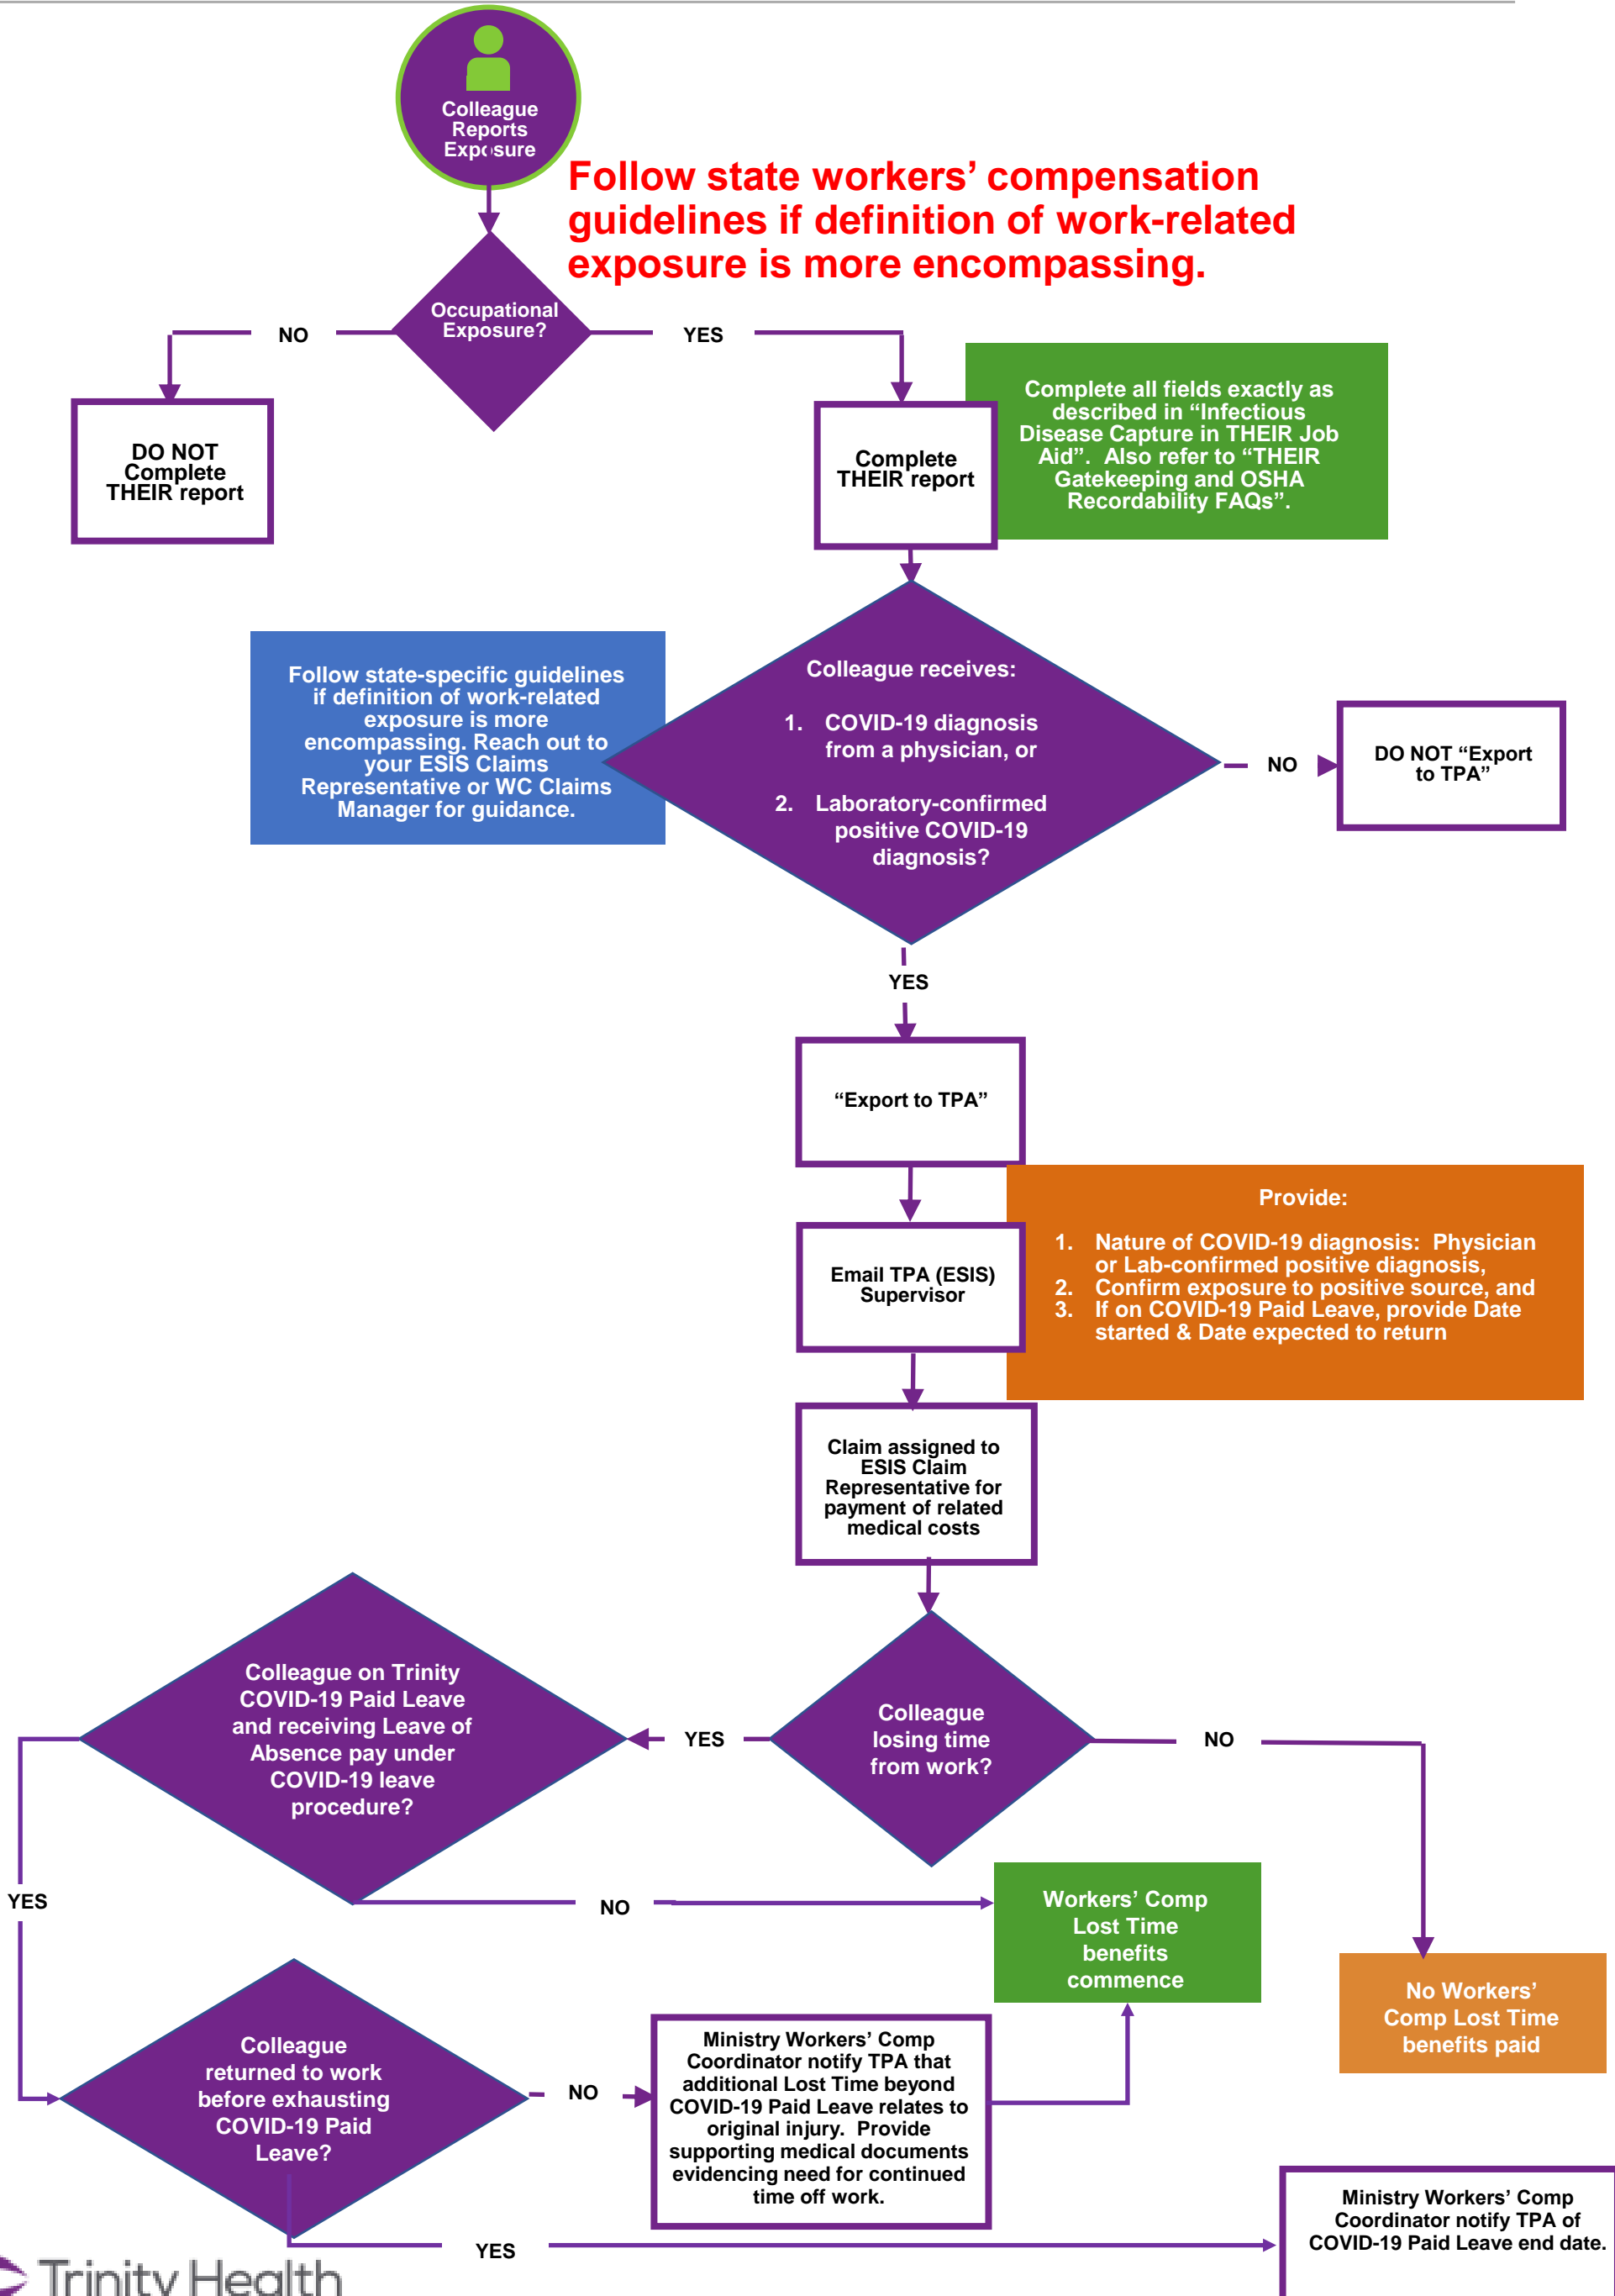 Colleague
Reports
Exposure
Follow state workers’ compensation
guidelines if definition of work-related
exposure is more encompassing.
Occupational
Exposure?
NO
YES
DO NOT
Complete
THEIR report
Complete
THEIR report
Complete all fields exactly as
described in “Infectious
Disease Capture in THEIR Job
Aid”. Also refer to “THEIR
Gatekeeping and OSHA
Recordability FAQs”.
Follow state-specific guidelines
if definition of work-related
exposure is more
encompassing. Reach out to
your ESIS Claims
Representative or WC Claims
Manager for guidance.
Colleague receives:
1. COVID-19 diagnosis
from a physician, or
2. Laboratory-confirmed
positive COVID-19
diagnosis?
NO
DO NOT “Export
to TPA”
YES
“Export to TPA”
Email TPA (ESIS)
Supervisor
Provide:
1. Nature of COVID-19 diagnosis: Physician
or Lab-confirmed positive diagnosis,
2. Confirm exposure to positive source, and
3. If on COVID-19 Paid Leave, provide Date
started & Date expected to return
Claim assigned to
ESIS Claim
Representative for
payment of related
medical costs
Colleague on Trinity
COVID-19 Paid Leave
and receiving Leave of
Absence pay under
COVID-19 leave
procedure?
YES
Colleague
losing time
from work?
NO
YES
NO
Workers’ Comp
Lost Time
benefits
commence
No Workers’
Comp Lost Time
benefits paid
Colleague
returned to work
before exhausting
COVID-19 Paid
Leave?
NO
Ministry Workers’ Comp
Coordinator notify TPA that
additional Lost Time beyond
COVID-19 Paid Leave relates to
original injury. Provide
supporting medical documents
evidencing need for continued
time off work.
YES
Ministry Workers’ Comp
Coordinator notify TPA of
COVID-19 Paid Leave end date.
Trinity Health